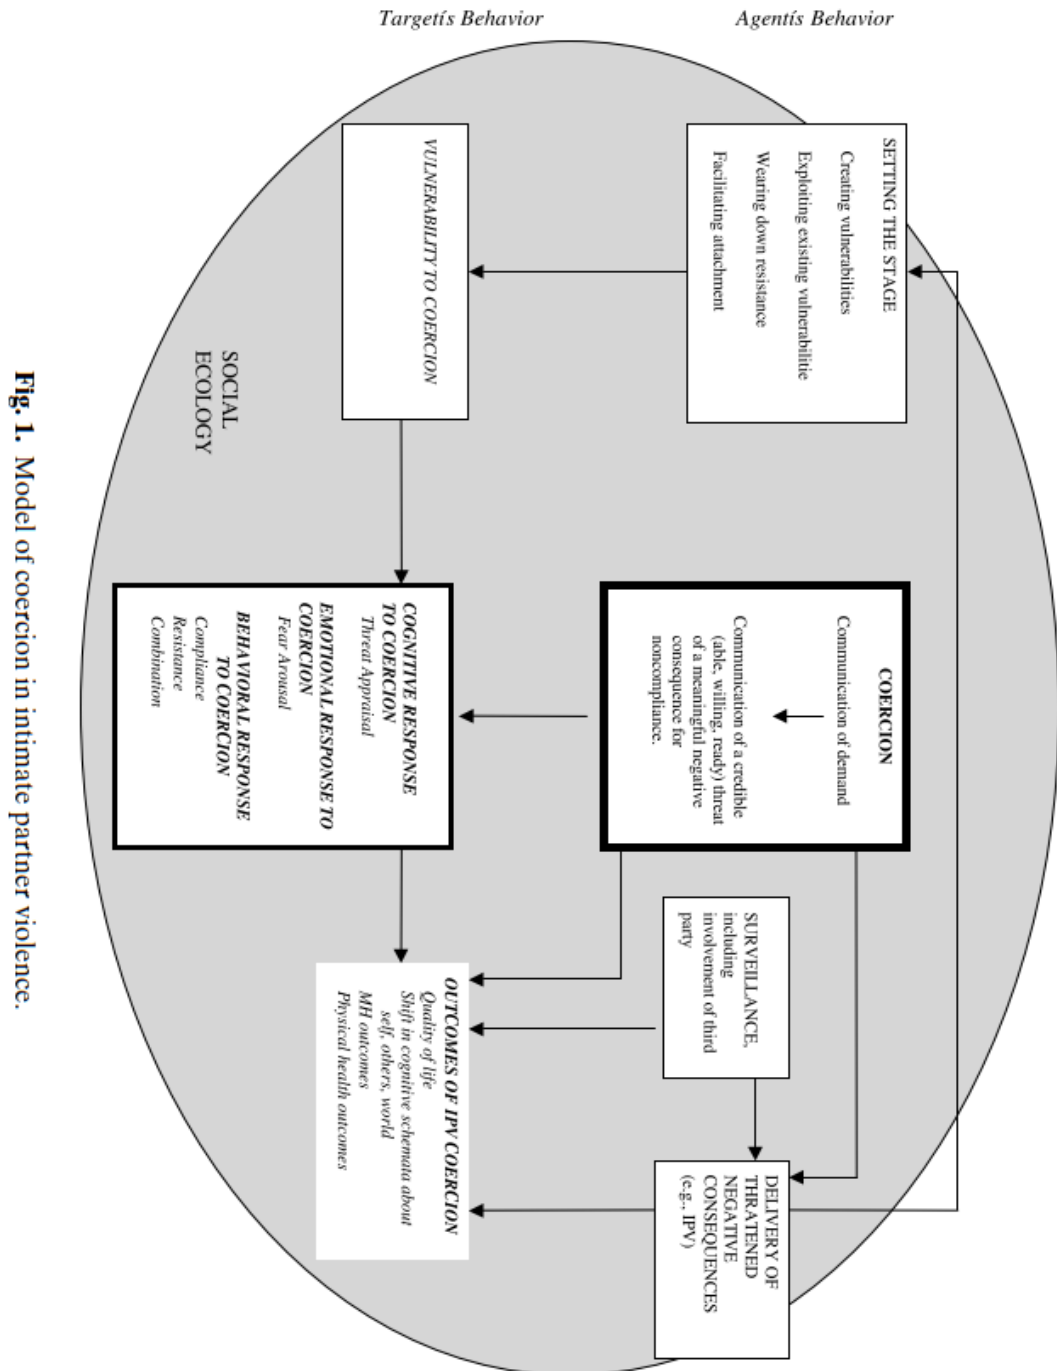 Agentís Behavior
SETTING THE STAGE
Creating vulnerabilities
Exploiting existing vulnerabilitie
Wearing down resistance
Facilitating attachment
COERCION
Communication of demand
Communication of a credible
(able, willing, ready) threat
of a meaningful negative
consequence for
noncompliance.
SURVEILLANCE,
including
involvement of third
party
DELIVERY OF
THRATENED
NEGATIVE
CONSEQUENCES
(e.g., IPV)
Targetís Behavior
VULNERABILITY TO COERCION
COGNITIVE RESPONSE
TO COERCION
Threat Appraisal
EMOTIONAL RESPONSE TO
COERCION
Fear Arousal
BEHAVIORAL RESPONSE
TO COERCION
Compliance
Resistance
Combination
OUTCOMES OF IPV COERCION
Quality of life
Shift in cognitive schemata about
self, others, world
MH outcomes
Physical health outcomes
SOCIAL
ECOLOGY
Fig. 1. Model of coercion in intimate partner violence.